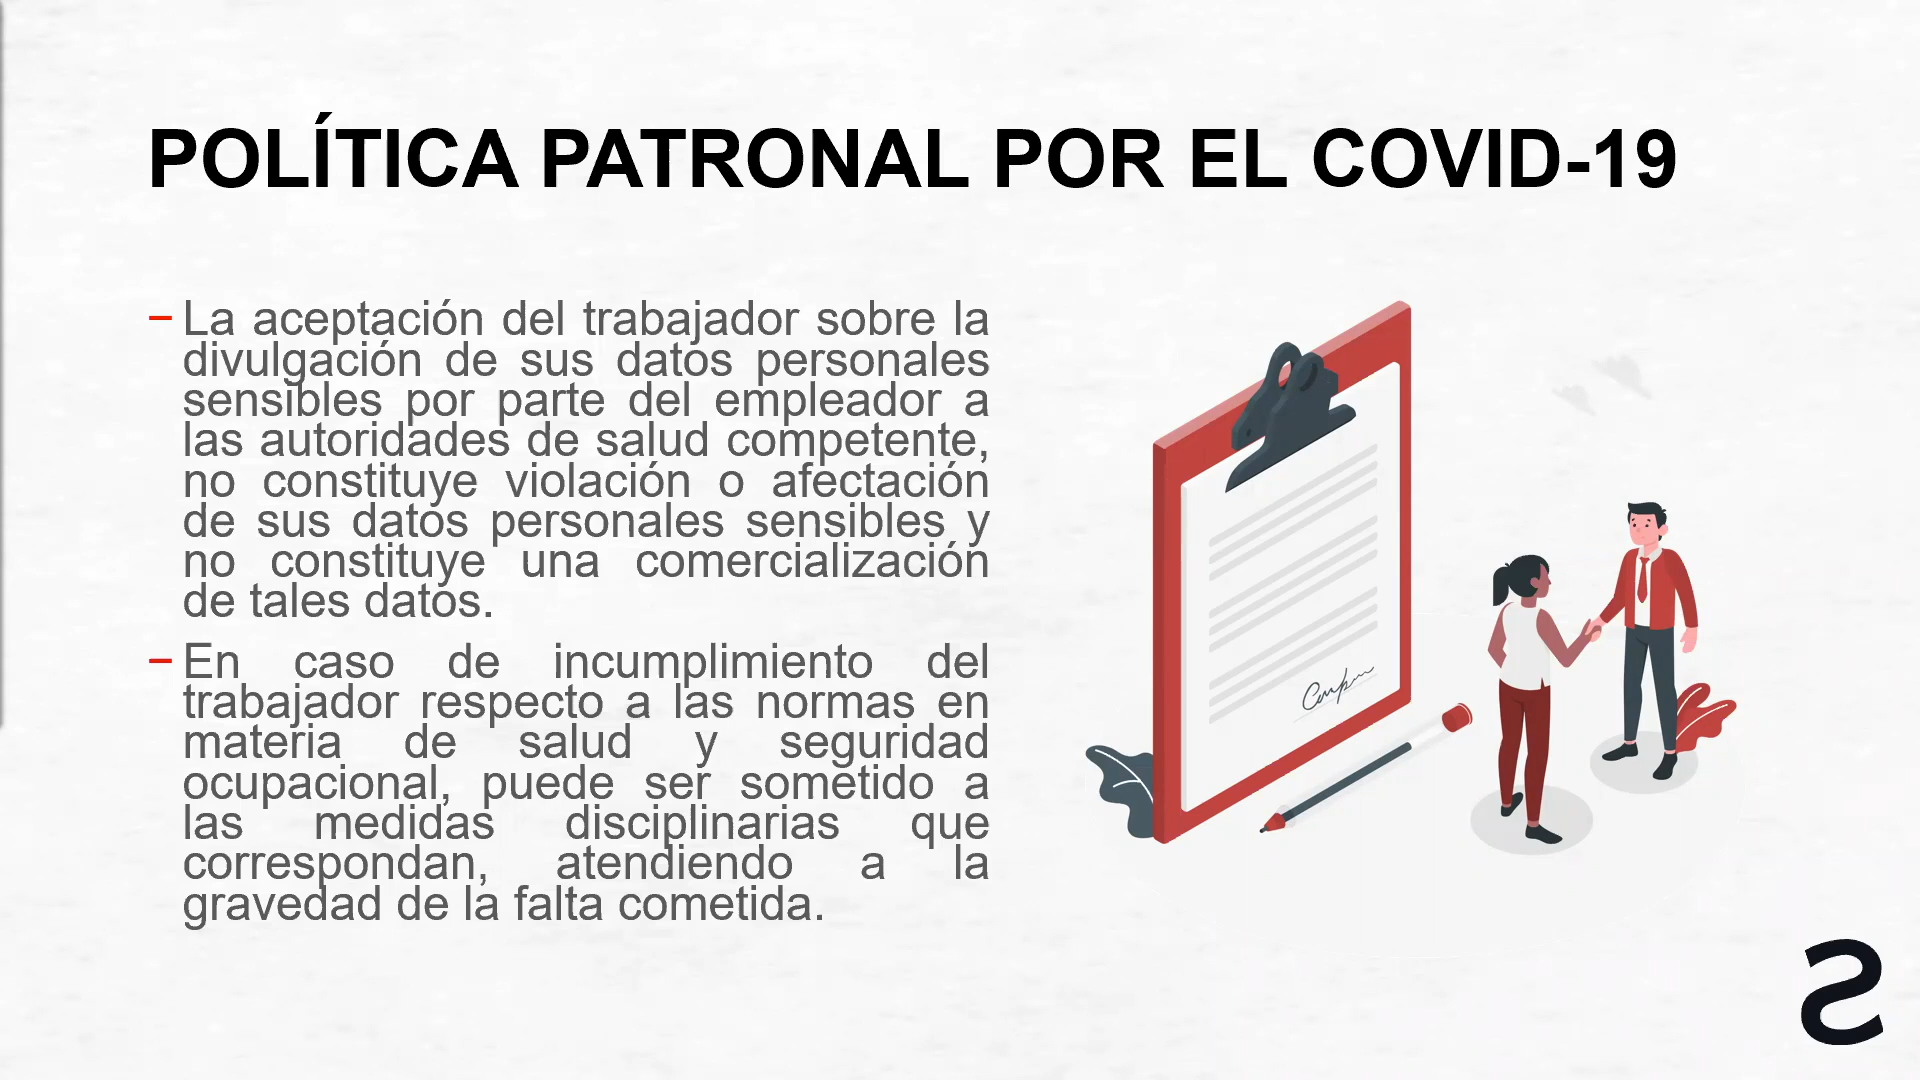 POLÍTICA PATRONAL POR EL COVID-19
– La aceptación del trabajador sobre la
divulgación de sus datos personales
sensibles por parte del empleador a
las autoridades de salud competente,
no constituye violación o afectación
de sus datos personales sensibles y
no constituye una comercialización
de tales datos.
– En caso de incumplimiento del
trabajador respecto a las normas en
materia de salud y seguridad
ocupacional, puede ser sometido a
las medidas disciplinarias que
correspondan, atendiendo a la
gravedad de la falta cometida.